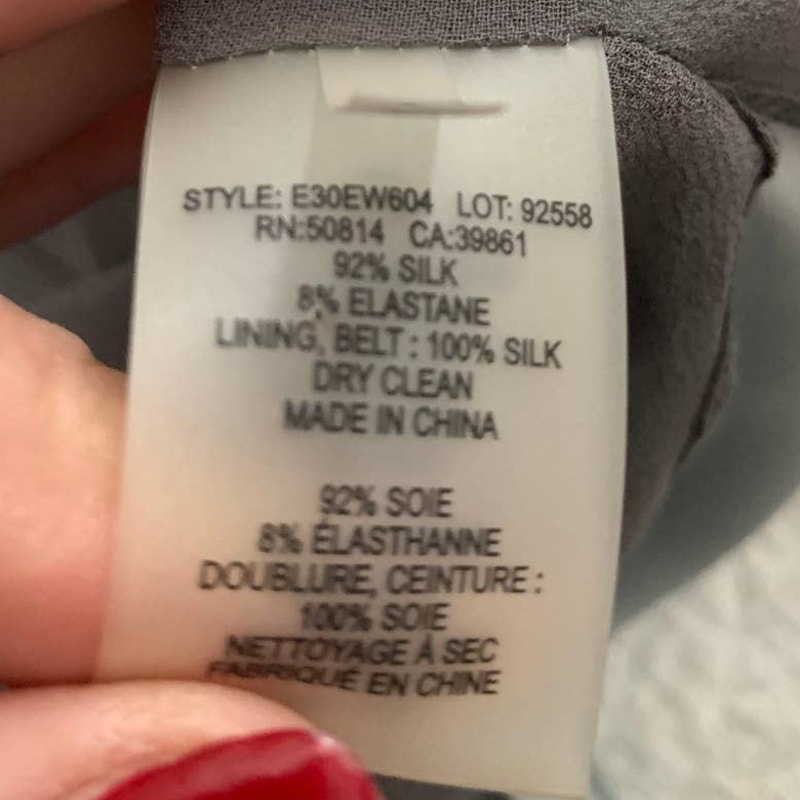 STYLE: E30EW604 LOT: 92558
RN:50814 CA:39861
92% SILK
8% ELASTANE
LINING, BELT : 100% SILK
DRY CLEAN
MADE IN CHINA
92% SOIE
8% ÉLASTHANNE
DOUBLURE, CEINTURE :
100% SOIE
NETTOYAGE À SEC
FABRIQUÉ EN CHINE